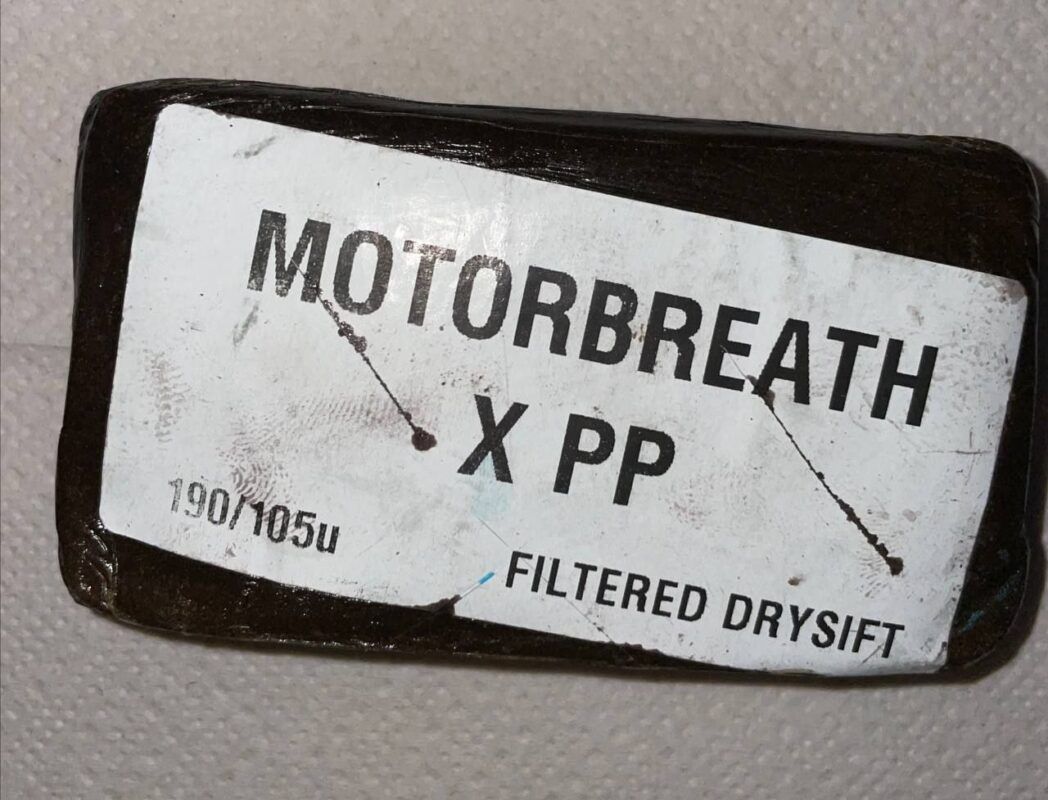 MOTORBREATH
X PP
190/105u
FILTERED DRYSIFT